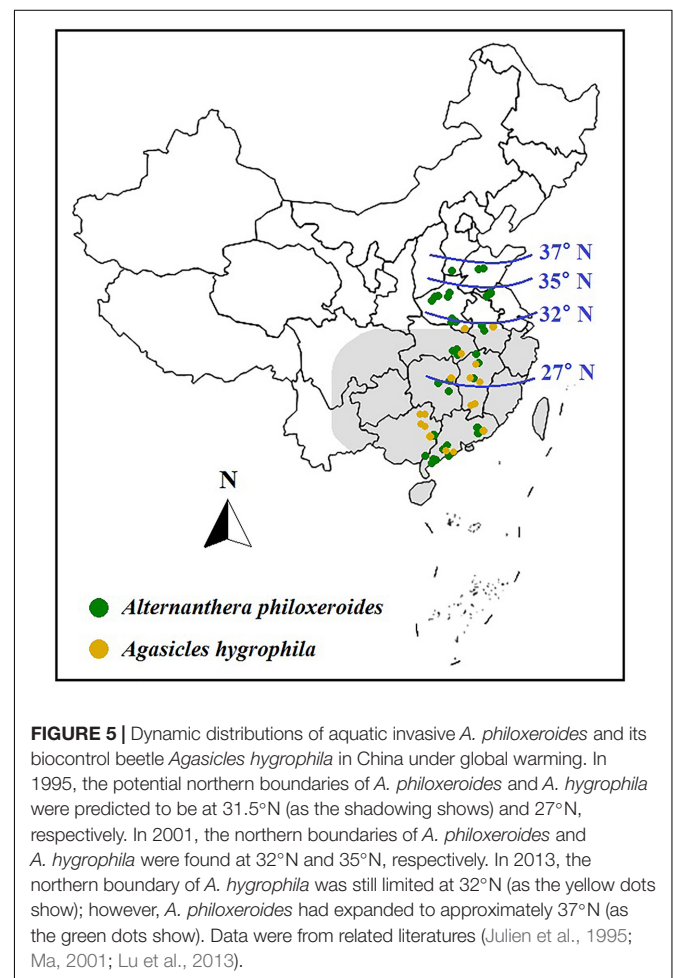 37° N
35° N
32° N
27° N
N
Alternanthera philoxeroides
Agasicles hygrophila
FIGURE 5 | Dynamic distributions of aquatic invasive A. philoxeroides and its
biocontrol beetle Agasicles hygrophila in China under global warming. In
1995, the potential northern boundaries of A. philoxeroides and A. hygrophila
were predicted to be at 31.5°N (as the shadowing shows) and 27°N,
respectively. In 2001, the northern boundaries of A. philoxeroides and
A. hygrophila were found at 32°N and 35°N, respectively. In 2013, the
northern boundary of A. hygrophila was still limited at 32°N (as the yellow dots
show); however, A. philoxeroides had expanded to approximately 37°N (as
the green dots show). Data were from related literatures (Julien et al., 1995;
Ma, 2001; Lu et al., 2013).